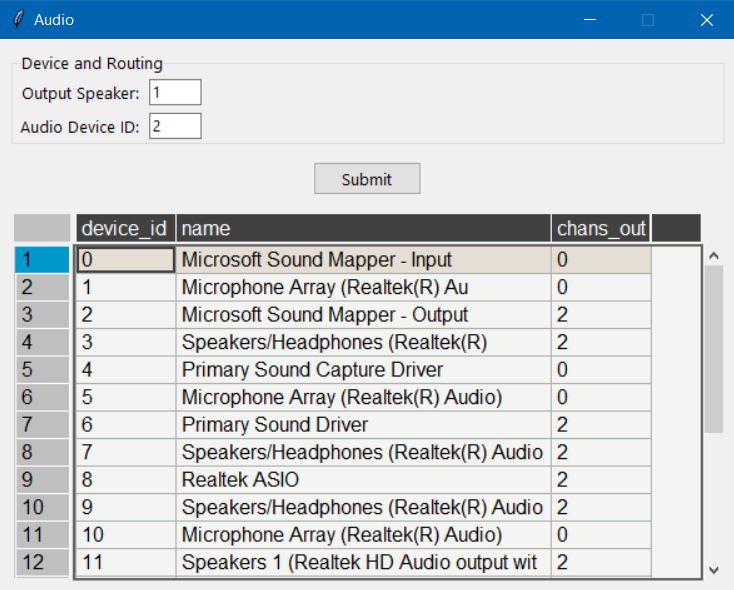 Audio
Device and Routing
Output Speaker: 1
Audio Device ID: 2
Submit
device_id name chans_out
1 0 Microsoft Sound Mapper - Input 0
2 1 Microphone Array (Realtek(R) Au 0
3 2 Microsoft Sound Mapper - Output 2
4 3 Speakers/Headphones (Realtek(R) 2
5 4 Primary Sound Capture Driver 0
6 5 Microphone Array (Realtek(R) Audio) 0
7 6 Primary Sound Driver 2
8 7 Speakers/Headphones (Realtek(R) Audio 2
9 8 Realtek ASIO 2
10 9 Speakers/Headphones (Realtek(R) Audio 2
11 10 Microphone Array (Realtek(R) Audio) 0
12 11 Speakers 1 (Realtek HD Audio output wit 2